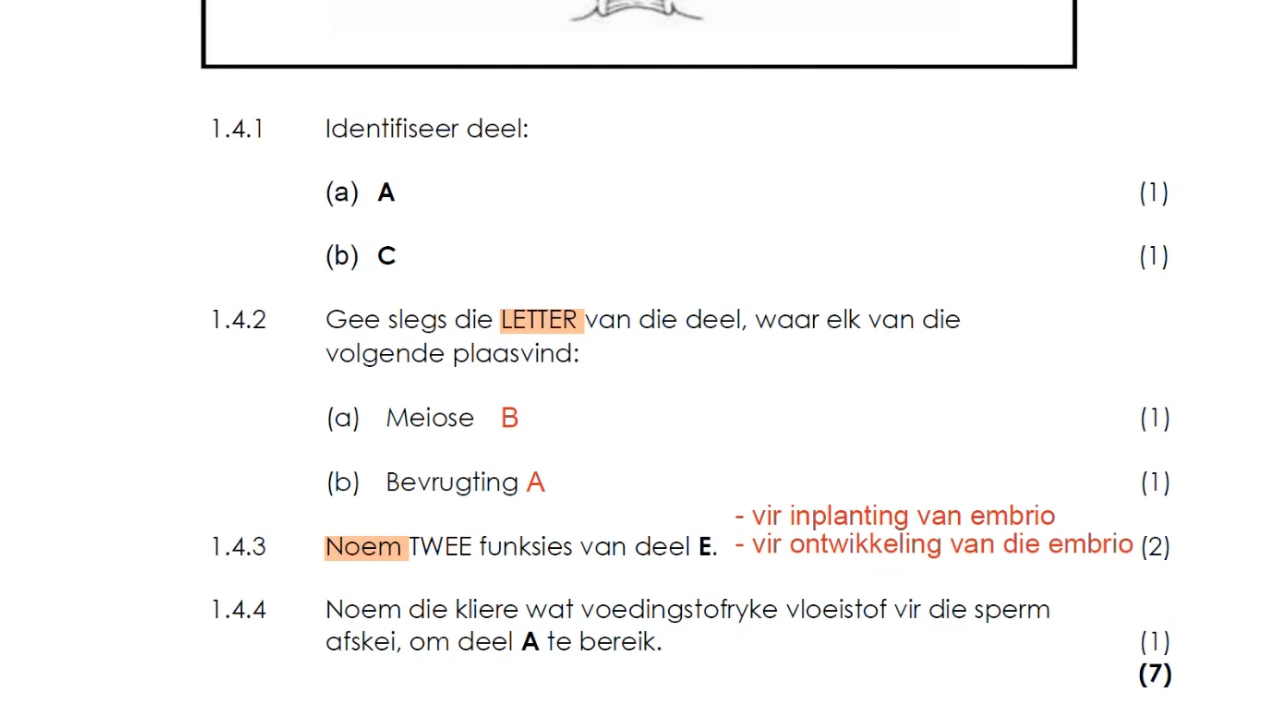 1.4.1 Identifiseer deel:
(a) A (1)
(b) C (1)
1.4.2 Gee slegs die LETTER van die deel, waar elk van die
volgende plaasvind:
(a) Meiose B (1)
(b) Bevrugting A (1)
- vir inplanting van embrio
1.4.3 Noem TWEE funksies van deel E. - vir ontwikkeling van die embrio (2)
1.4.4 Noem die kliere wat voedingstofryke vloeistof vir die sperm
afskei, om deel A te bereik. (1)
(7)